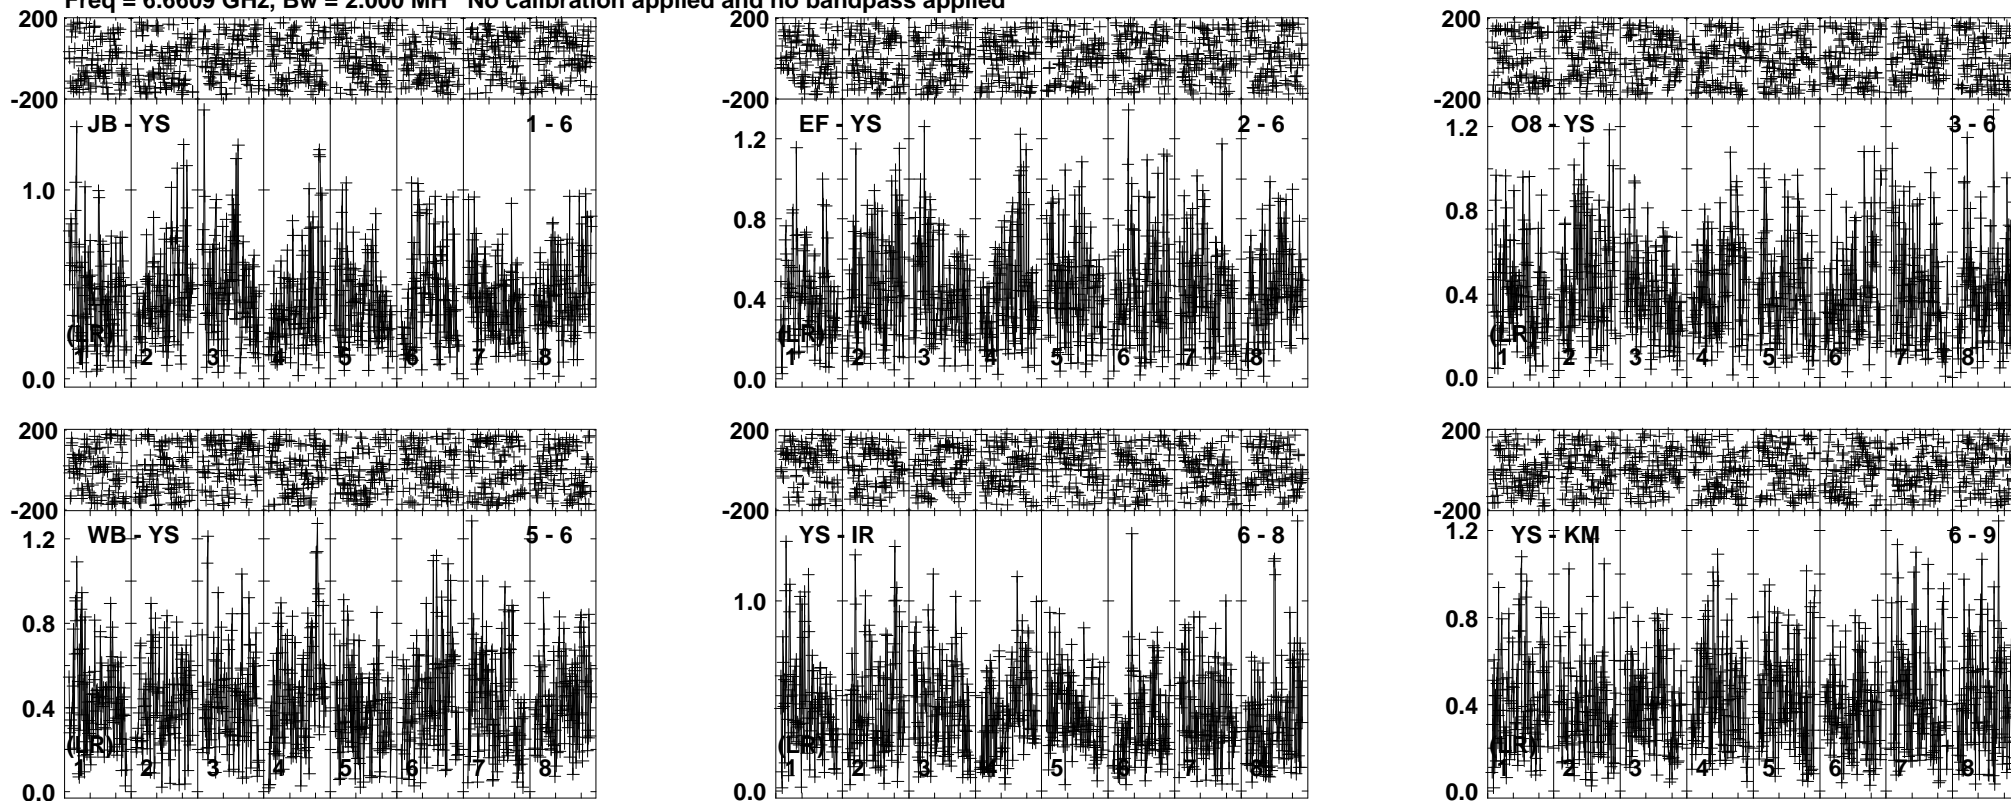 Freq = 6.6609 GHz, Bw = 2.000 MH No calibration applied and no bandpass applied
200
-200
JB - YS 1 - 6
1.0
(LR)
1 2 3 4 5 6 7 8
0.0
200
-200
EF - YS 2 - 6
1.2
0.8
0.4
(LR)
1 2 3 4 5 6 7 8
0.0
200
-200
O8 - YS 3 - 6
1.2
0.8
0.4
(LR)
1 2 3 4 5 6 7 8
0.0
200
-200
WB - YS 5 - 6
1.2
0.8
0.4
(LR)
1 2 3 4 5 6 7 8
0.0
200
-200
YS - IR 6 - 8
1.0
(LR)
1 2 3 4 5 6 7 8
0.0
200
-200
YS - KM 6 - 9
1.2
0.8
0.4
(LR)
1 2 3 4 5 6 7 8
0.0